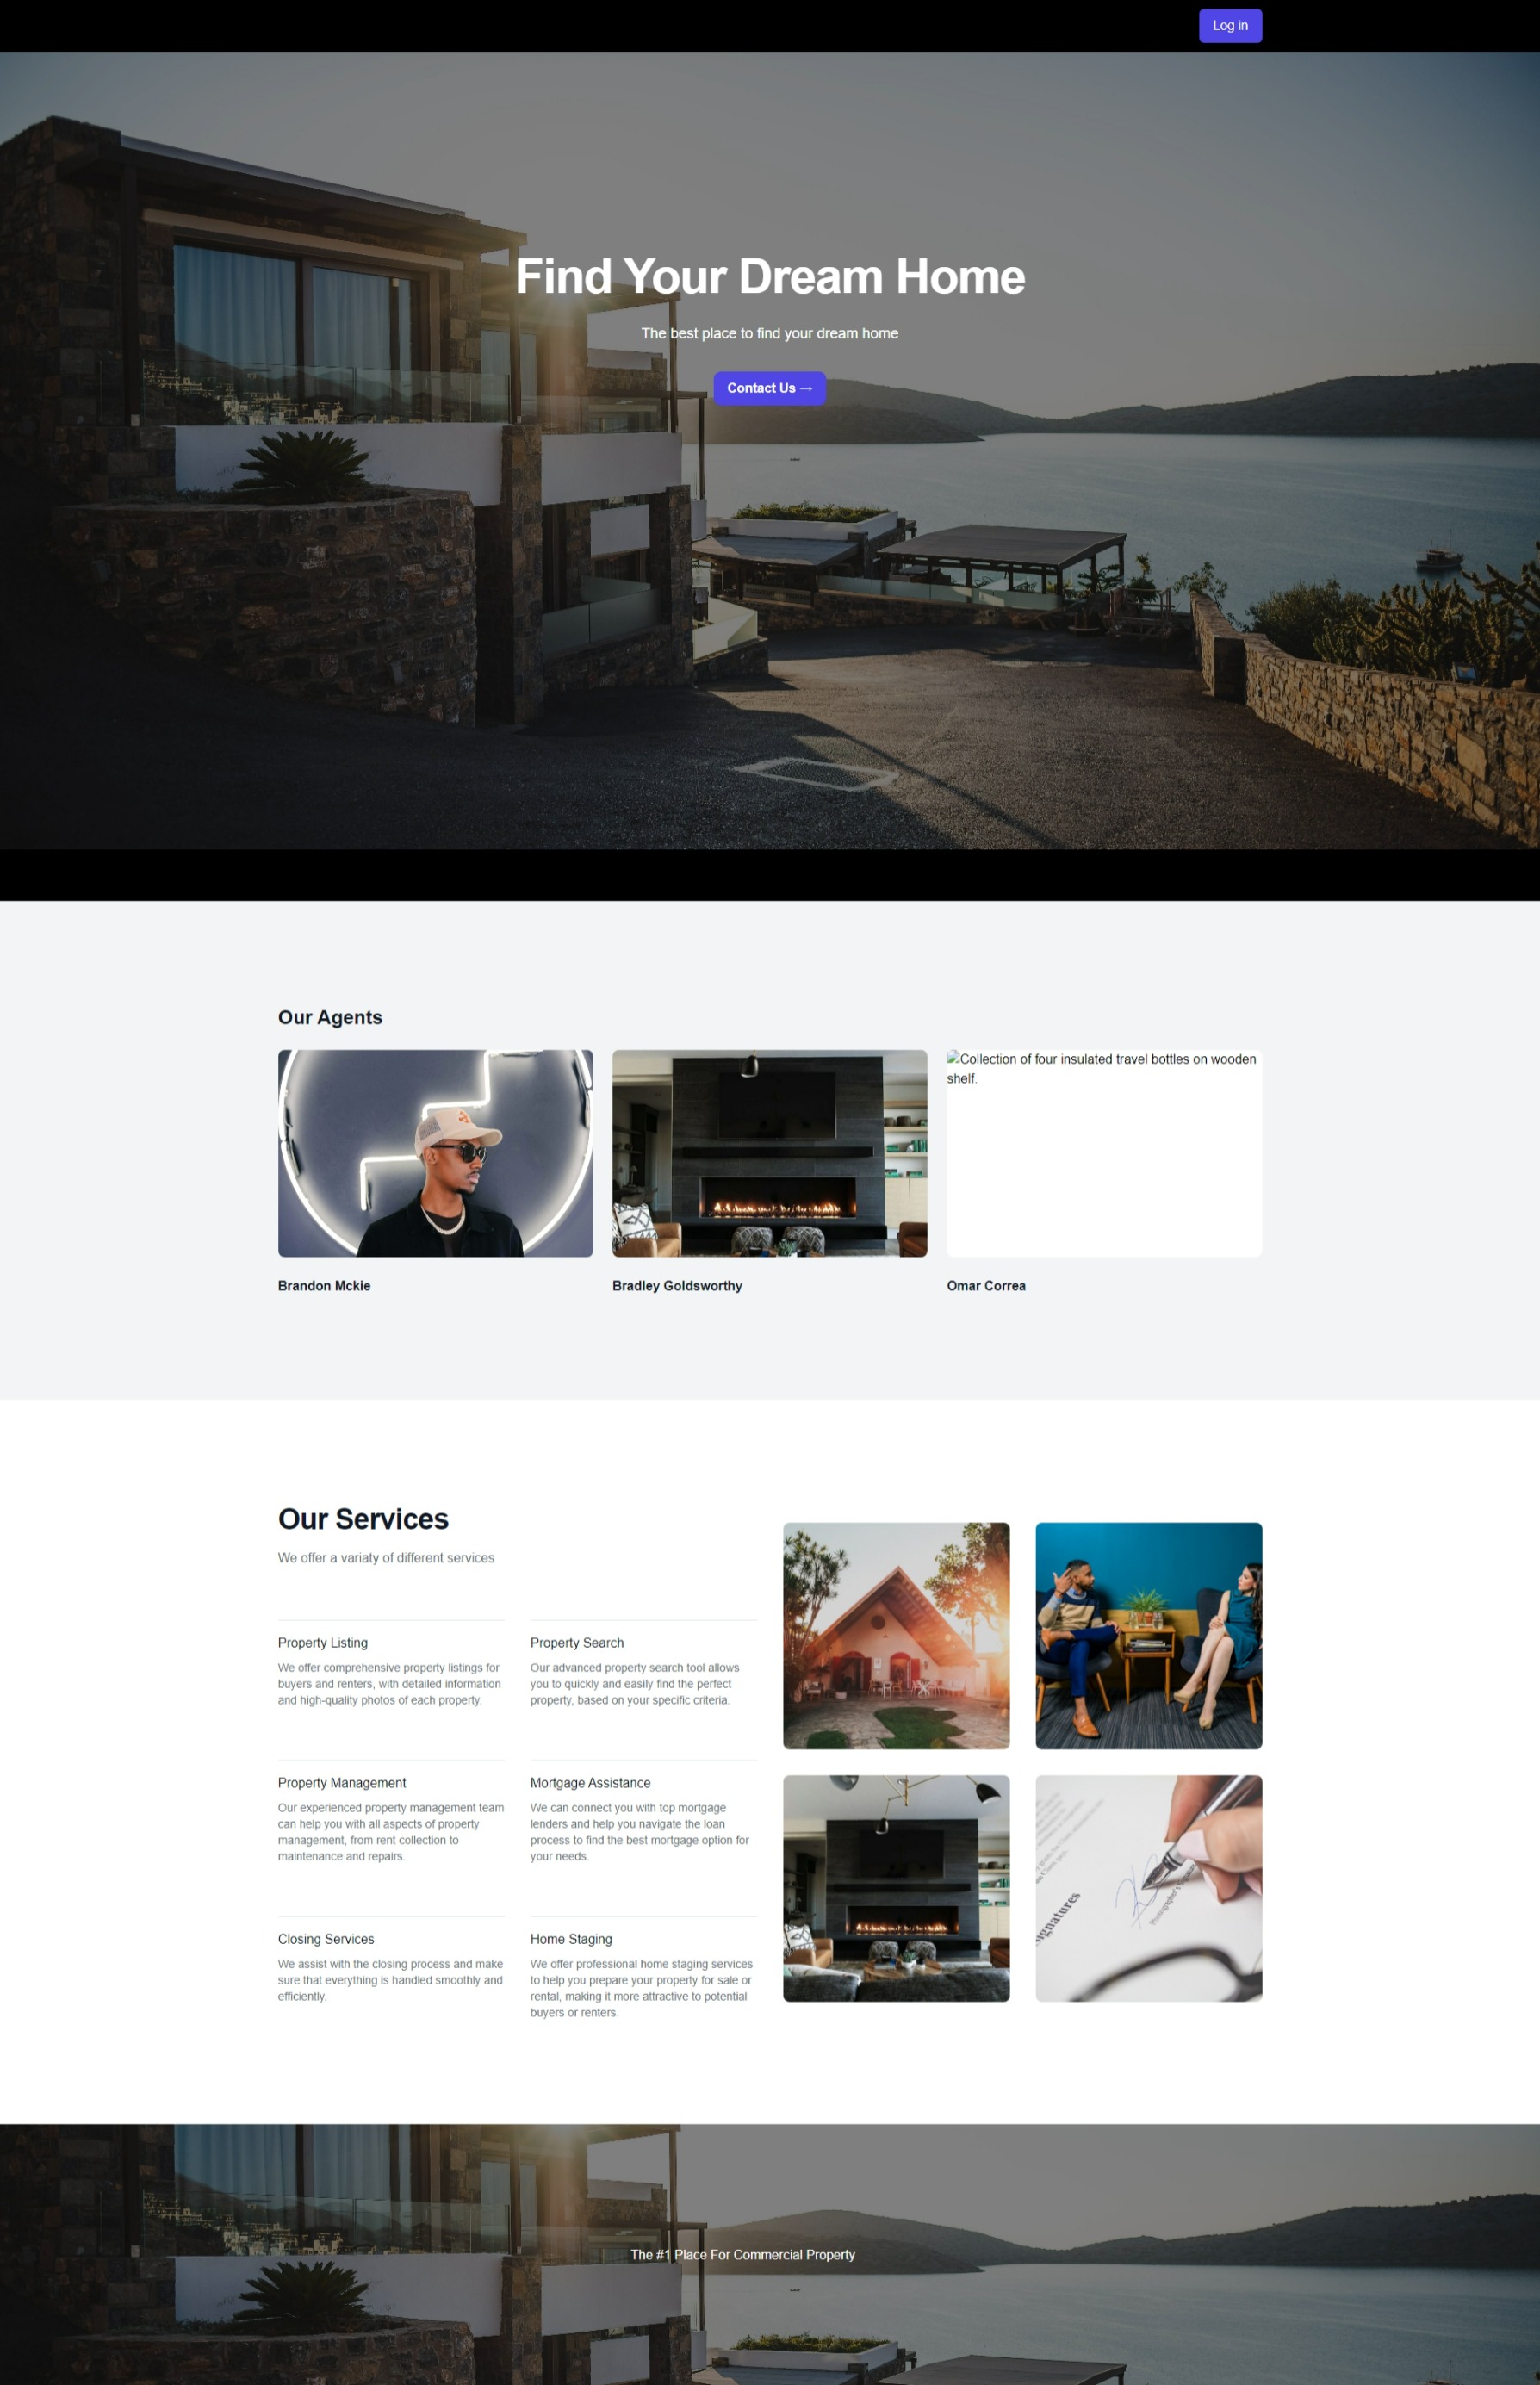 Log in
Find Your Dream Home
The best place to find your dream home
Contact Us →
Our Agents
Collection of four insulated travel bottles on wooden
shelf.
Brandon Mckie
Bradley Goldsworthy
Omar Correa
Our Services
We offer a variaty of different services
Property Listing
We offer comprehensive property listings for
buyers and renters, with detailed information
and high-quality photos of each property.
Property Search
Our advanced property search tool allows
you to quickly and easily find the perfect
property, based on your specific criteria.
Property Management
Our experienced property management team
can help you with all aspects of property
management, from rent collection to
maintenance and repairs.
Mortgage Assistance
We can connect you with top mortgage
lenders and help you navigate the loan
process to find the best mortgage option for
your needs.
Closing Services
We assist with the closing process and make
sure that everything is handled smoothly and
efficiently.
Home Staging
We offer professional home staging services
to help you prepare your property for sale or
rental, making it more attractive to potential
buyers or renters.
The #1 Place For Commercial Property